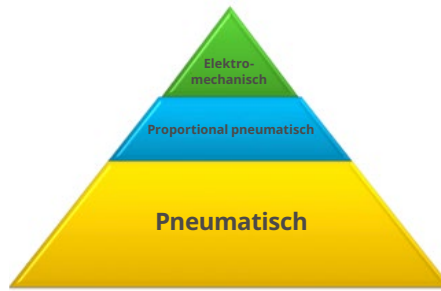 Elektro-
mechanisch
Proportional pneumatisch
Pneumatisch